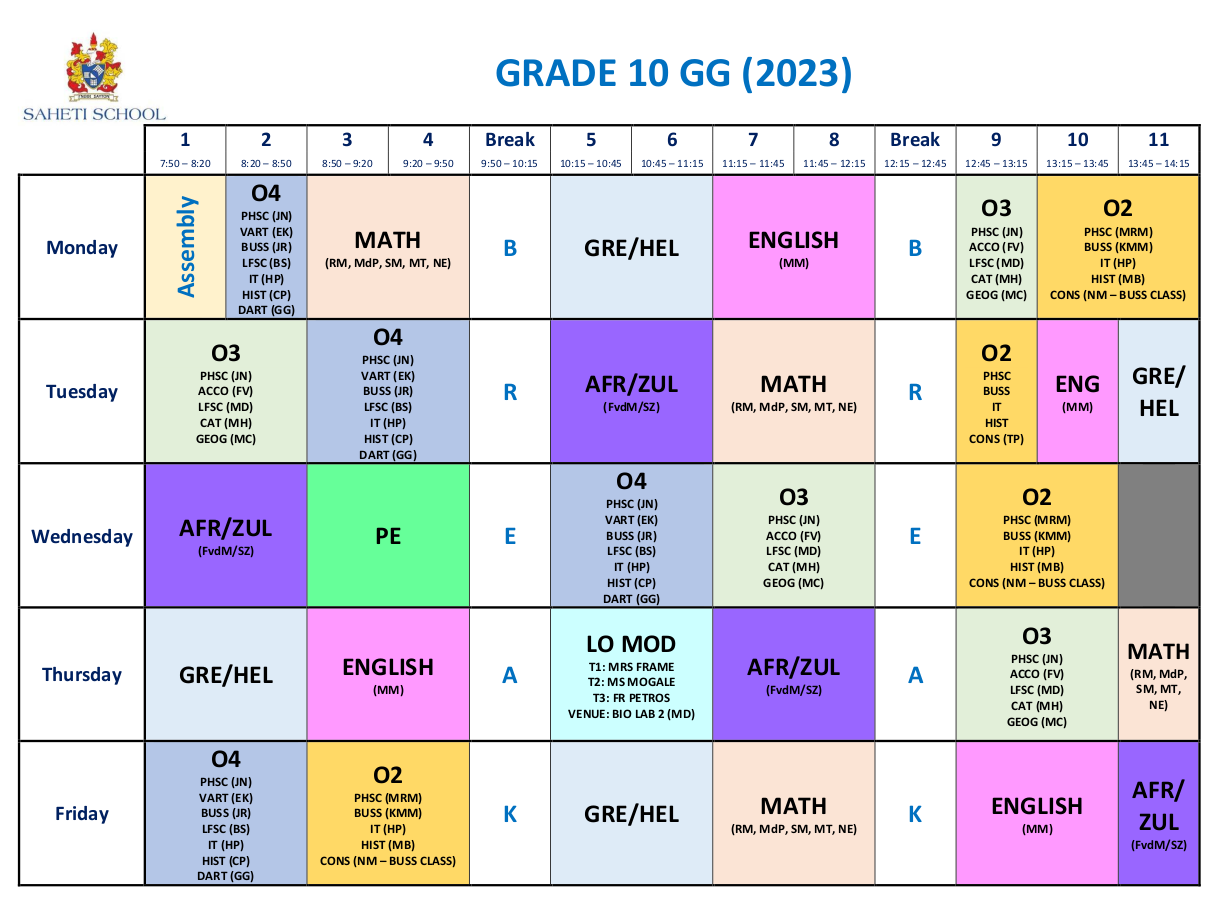 SAHETI SCHOOL
GRADE 10 GG (2023)
1 2 3 4 Break 5 6 7 8 Break 9 10 11
7:50 – 8:20 8:20 – 8:50 8:50 – 9:20 9:20 – 9:50 9:50 – 10:15 10:15 – 10:45 10:45 – 11:15 11:15 – 11:45 11:45 – 12:15 12:15 – 12:45 12:45 – 13:15 13:15 – 13:45 13:45 – 14:15
Monday
Assembly
O4
PHSC (JN)
VART (EK)
BUSS (JR)
LFSC (BS)
IT (HP)
HIST (CP)
DART (GG)
MATH
(RM, MdP, SM, MT, NE)
B
GRE/HEL
ENGLISH
(MM)
B
O3
PHSC (JN)
ACCO (FV)
LFSC (MD)
CAT (MH)
GEOG (MC)
O2
PHSC (MRM)
BUSS (KMM)
IT (HP)
HIST (MB)
CONS (NM – BUSS CLASS)
Tuesday
O3
PHSC (JN)
ACCO (FV)
LFSC (MD)
CAT (MH)
GEOG (MC)
O4
PHSC (JN)
VART (EK)
BUSS (JR)
LFSC (BS)
IT (HP)
HIST (CP)
DART (GG)
R
AFR/ZUL
(FvdM/SZ)
MATH
(RM, MdP, SM, MT, NE)
R
O2
PHSC
BUSS
IT
HIST
CONS (TP)
ENG
(MM)
GRE/
HEL
Wednesday
AFR/ZUL
(FvdM/SZ)
PE
E
O4
PHSC (JN)
VART (EK)
BUSS (JR)
LFSC (BS)
IT (HP)
HIST (CP)
DART (GG)
O3
PHSC (JN)
ACCO (FV)
LFSC (MD)
CAT (MH)
GEOG (MC)
E
O2
PHSC (MRM)
BUSS (KMM)
IT (HP)
HIST (MB)
CONS (NM – BUSS CLASS)
Thursday
GRE/HEL
ENGLISH
(MM)
A
LO MOD
T1: MRS FRAME
T2: MS MOGALE
T3: FR PETROS
VENUE: BIO LAB 2 (MD)
AFR/ZUL
(FvdM/SZ)
A
O3
PHSC (JN)
ACCO (FV)
LFSC (MD)
CAT (MH)
GEOG (MC)
MATH
(RM, MdP,
SM, MT,
NE)
Friday
O4
PHSC (JN)
VART (EK)
BUSS (JR)
LFSC (BS)
IT (HP)
HIST (CP)
DART (GG)
O2
PHSC (MRM)
BUSS (KMM)
IT (HP)
HIST (MB)
CONS (NM – BUSS CLASS)
K
GRE/HEL
MATH
(RM, MdP, SM, MT, NE)
K
ENGLISH
(MM)
AFR/
ZUL
(FvdM/SZ)